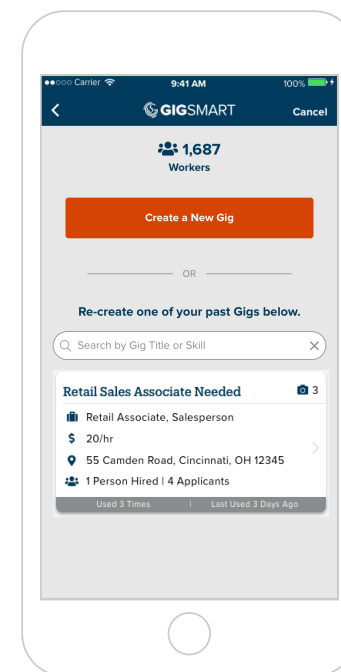 Carrier 9:41 AM 100%
GIGSMART Cancel
1,687
Workers
Create a New Gig
OR
Re-create one of your past Gigs below.
Search by Gig Title or Skill
Retail Sales Associate Needed 3
Retail Associate, Salesperson
$ 20/hr
55 Camden Road, Cincinnati, OH 12345
1 Person Hired | 4 Applicants
Used 3 Times | Last Used 3 Days Ago